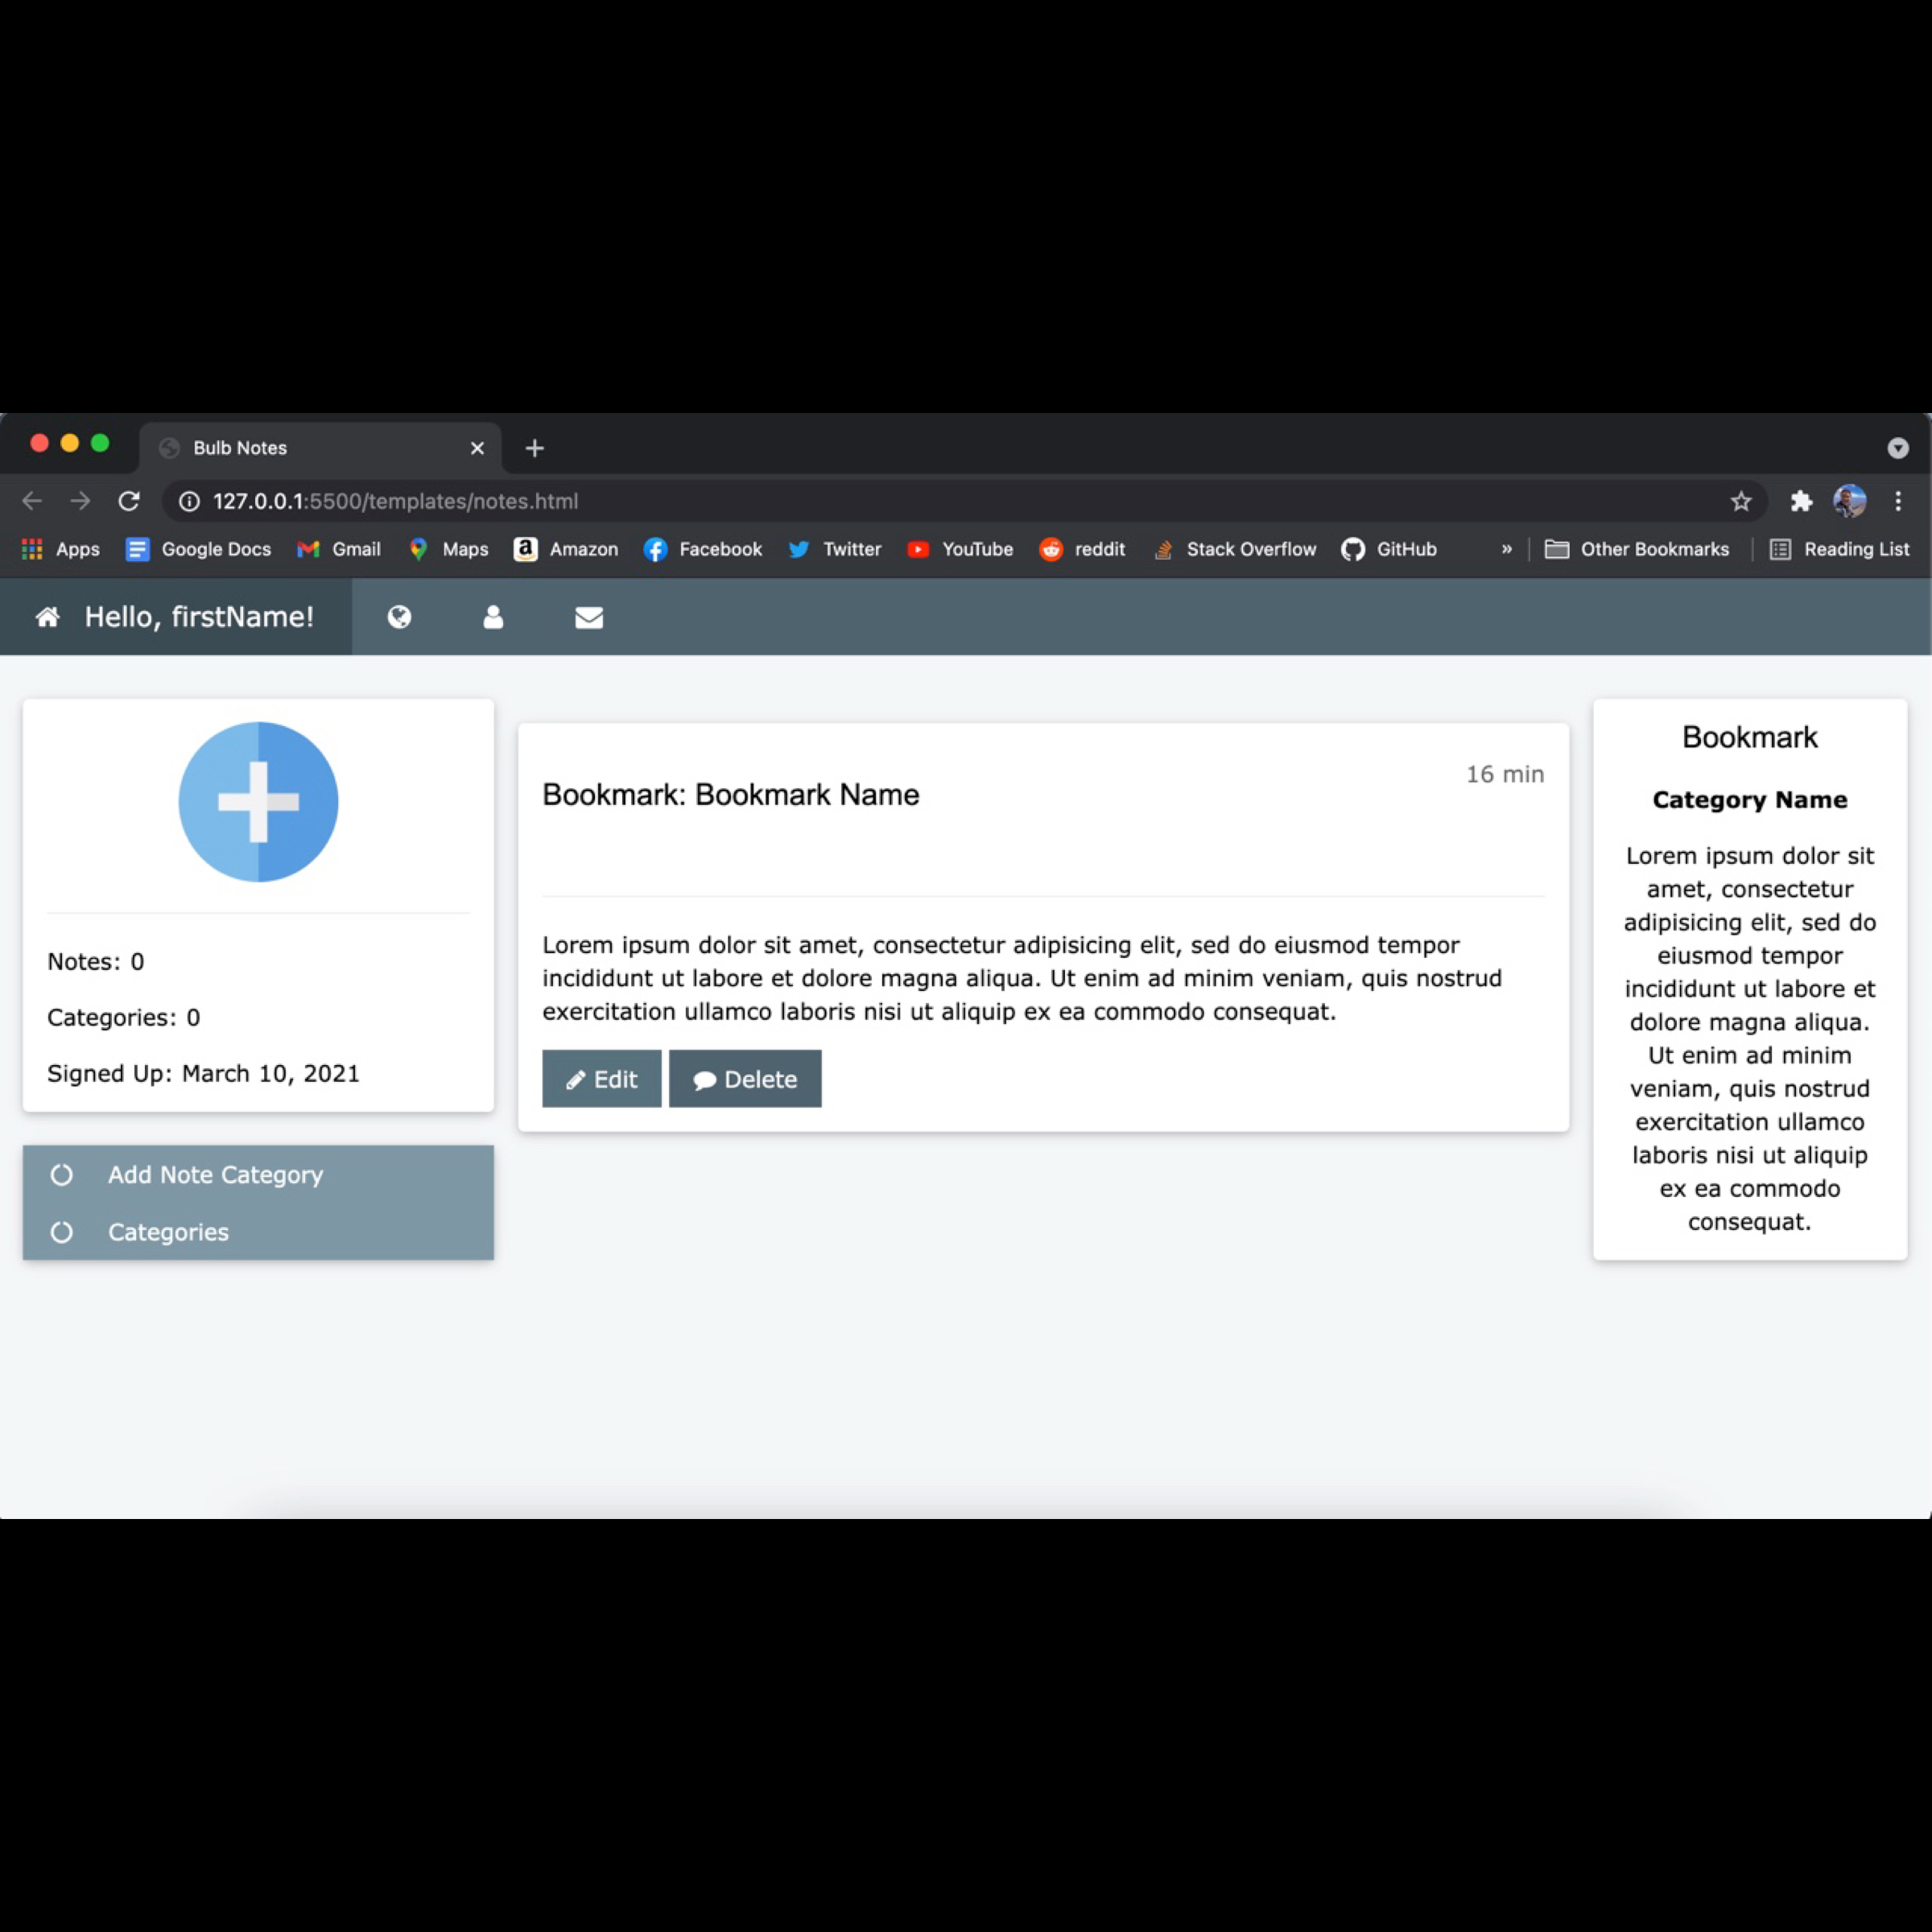 Bulb Notes
127.0.0.1:5500/templates/notes.html
Apps Google Docs Gmail Maps Amazon Facebook Twitter YouTube reddit Stack Overflow GitHub » Other Bookmarks Reading List
Hello, firstName!
Notes: 0
Categories: 0
Signed Up: March 10, 2021
Add Note Category
Categories
16 min
Bookmark: Bookmark Name
Lorem ipsum dolor sit amet, consectetur adipisicing elit, sed do eiusmod tempor
incididunt ut labore et dolore magna aliqua. Ut enim ad minim veniam, quis nostrud
exercitation ullamco laboris nisi ut aliquip ex ea commodo consequat.
Edit Delete
Bookmark
Category Name
Lorem ipsum dolor sit
amet, consectetur
adipisicing elit, sed do
eiusmod tempor
incididunt ut labore et
dolore magna aliqua.
Ut enim ad minim
veniam, quis nostrud
exercitation ullamco
laboris nisi ut aliquip
ex ea commodo
consequat.